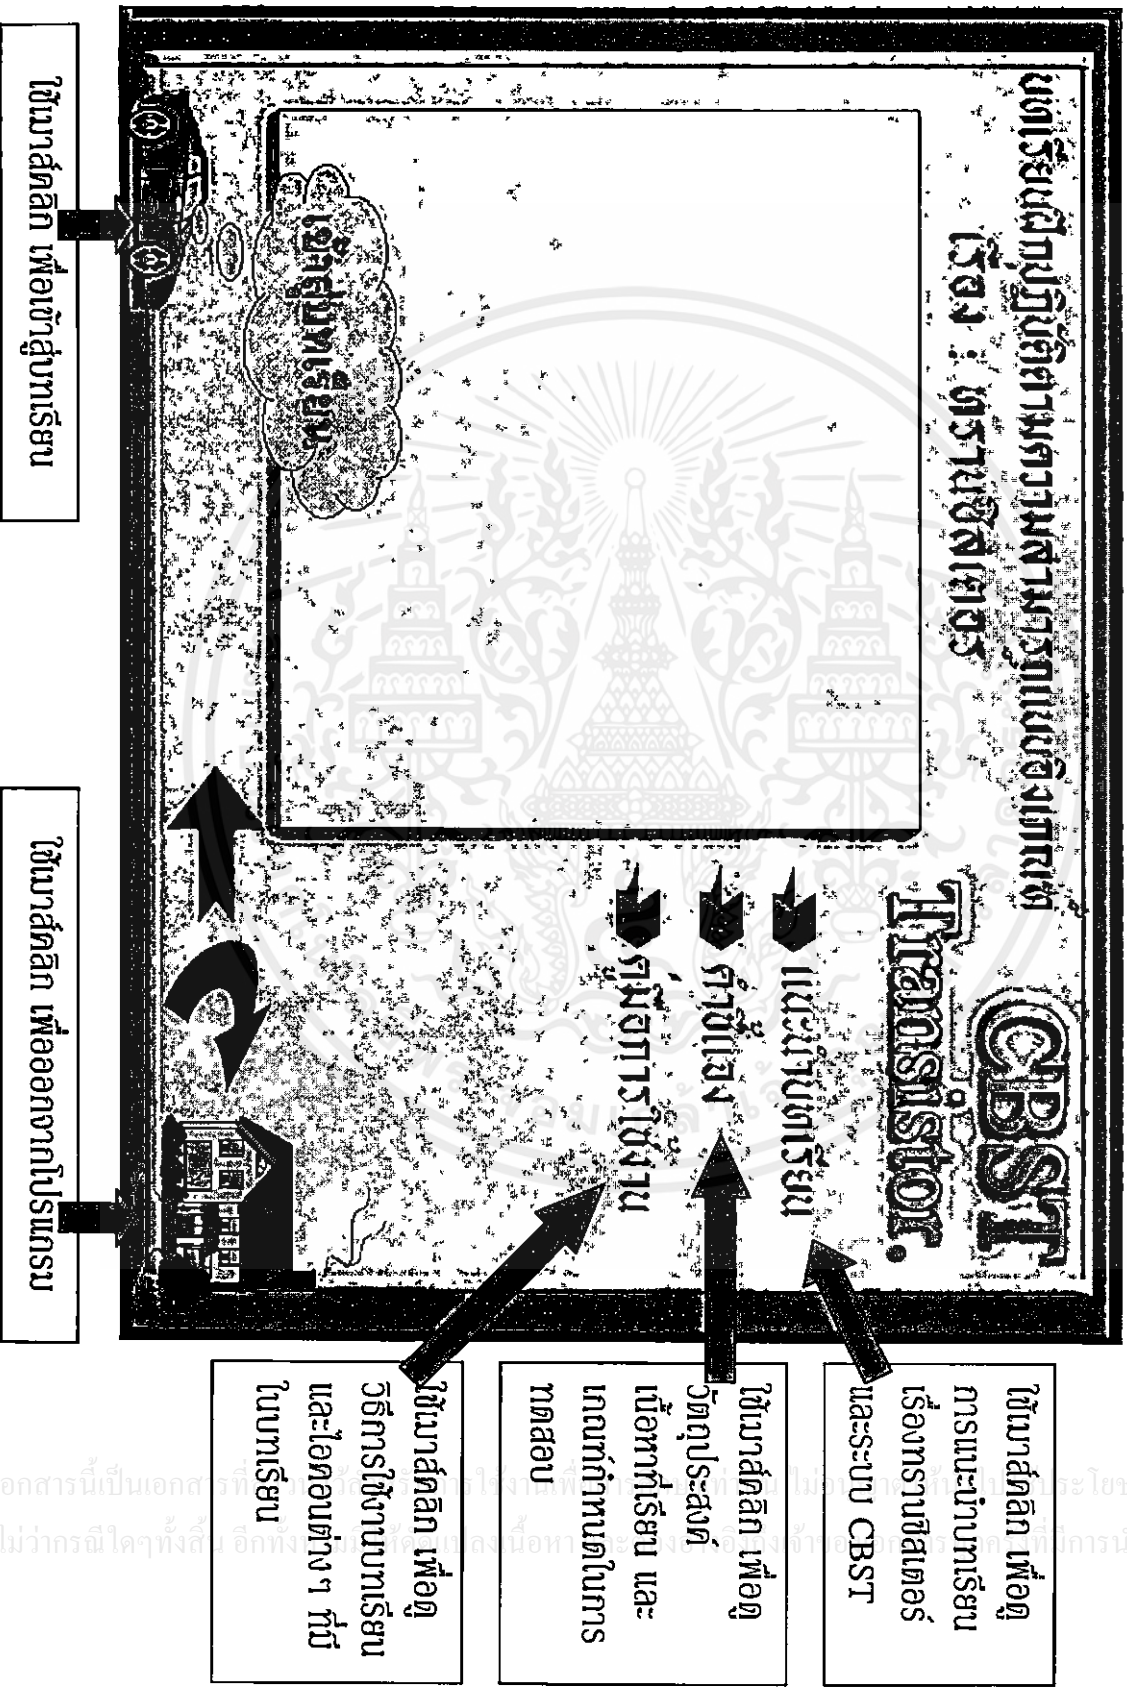 บทเรียนฝึกปฏิบัติตามความสามารถแบบอิงเกณฑ์
เรื่อง : ทรานซิสเตอร์
CBST
Transistor.
แนะนำบทเรียน
คำชี้แจง
คู่มือการใช้งาน
เข้าสู่บทเรียน
ใช้เมาส์คลิก เพื่อดู
การแนะนำบทเรียน
เรื่องทรานซิสเตอร์
และระบบ CBST
ใช้เมาส์คลิก เพื่อดู
วัตถุประสงค์
เนื้อหาที่เรียน และ
เกณฑ์กำหนดในการ
ทดสอบ
ใช้เมาส์คลิก เพื่อดู
วิธีการใช้งานบทเรียน
และไอคอนต่าง ๆ ที่มี
ในบทเรียน
ใช้เมาส์คลิก เพื่อเข้าสู่บทเรียน
ใช้เมาส์คลิก เพื่อออกจากโปรแกรม